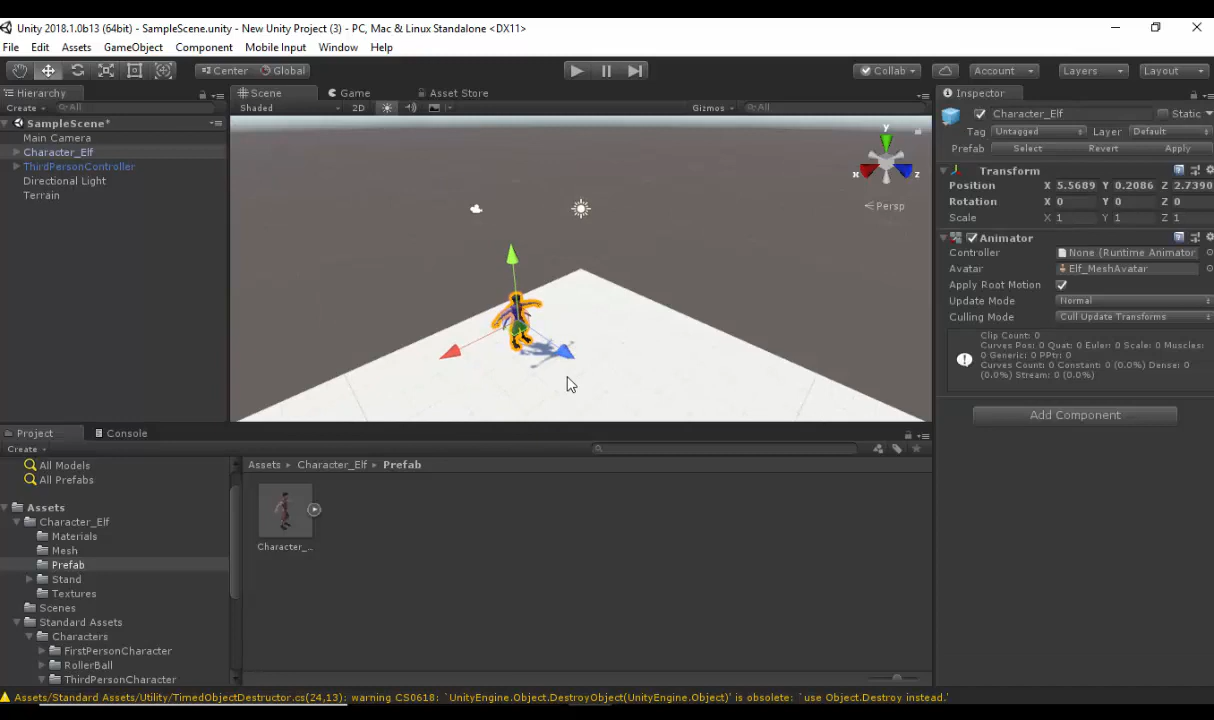 Unity 2018.1.0b13 (64bit) - SampleScene.unity - New Unity Project (3) - PC, Mac & Linux Standalone <DX11>
File Edit Assets GameObject Component Mobile Input Window Help
Center Global Collab Account Layers Layout
Hierarchy
Create All
SampleScene*
Main Camera
Character_Elf
ThirdPersonController
Directional Light
Terrain
Scene Game Asset Store
Shaded 2D Gizmos All
y
x z
Persp
Inspector
Character_Elf Static
Tag Untagged Layer Default
Prefab Select Revert Apply
Transform
Position X 5.5689 Y 0.2086 Z 2.7390
Rotation X 0 Y 0 Z 0
Scale X 1 Y 1 Z 1
Animator
Controller None (Runtime Animator
Avatar Elf_MeshAvatar
Apply Root Motion
Update Mode Normal
Culling Mode Cull Update Transforms
Clip Count: 0
Curves Pos: 0 Quat: 0 Euler: 0 Scale: 0 Muscles:
0 Generic: 0 PPtr: 0
Curves Count: 0 Constant: 0 (0.0%) Dense: 0
(0.0%) Stream: 0 (0.0%)
Add Component
Project Console
Create
All Models
All Prefabs
Assets
Character_Elf
Materials
Mesh
Prefab
Stand
Textures
Scenes
Standard Assets
Characters
FirstPersonCharacter
RollerBall
ThirdPersonCharacter
Assets Character_Elf Prefab
Character_...
Assets/Standard Assets/Utility/TimedObjectDestructor.cs(24,13): warning CS0618: `UnityEngine.Object.DestroyObject(UnityEngine.Object)' is obsolete: `use Object.Destroy instead.'